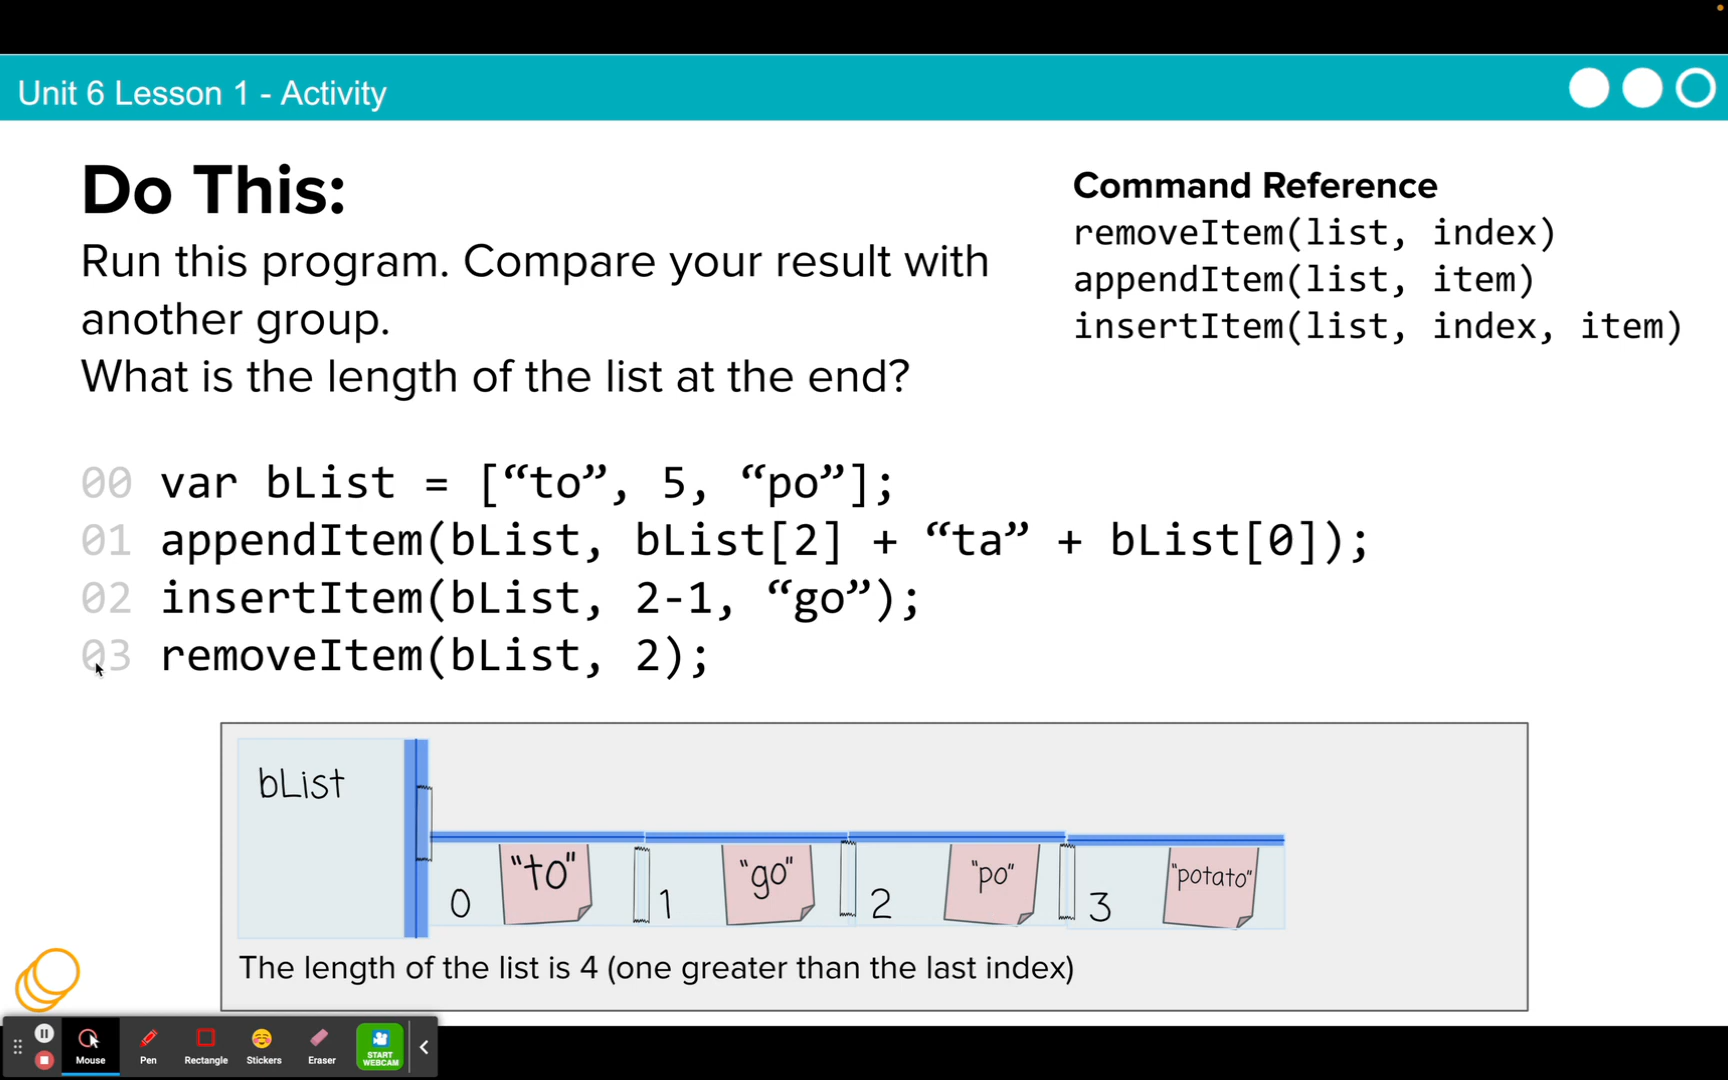 Unit 6 Lesson 1 - Activity
Do This:
Run this program. Compare your result with
another group.
What is the length of the list at the end?
Command Reference
removeItem(list, index)
appendItem(list, item)
insertItem(list, index, item)
00 var bList = [“to”, 5, “po”];
01 appendItem(bList, bList[2] + “ta” + bList[0]);
02 insertItem(bList, 2-1, “go”);
03 removeItem(bList, 2);
bList
0 "to" 1 "go" 2 "po" 3 "potato"
The length of the list is 4 (one greater than the last index)
Mouse Pen Rectangle Stickers Eraser START
WEBCAM